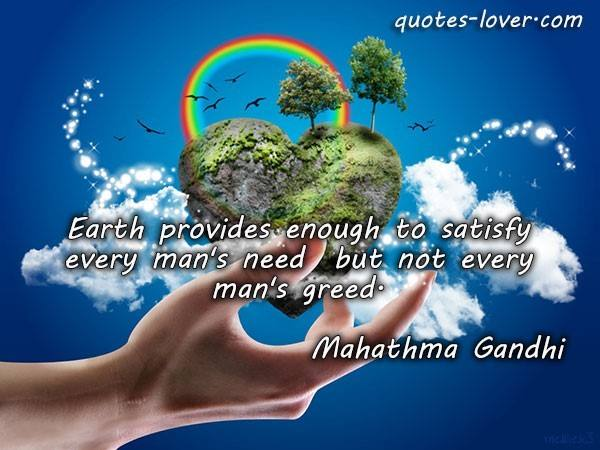 quotes-lover.com
Earth provides enough to satisfy
every man's need but not every
man's greed.
Mahathma Gandhi